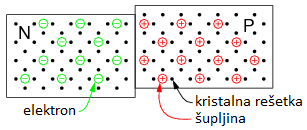 N
P
elektron
kristalna rešetka
šupljina